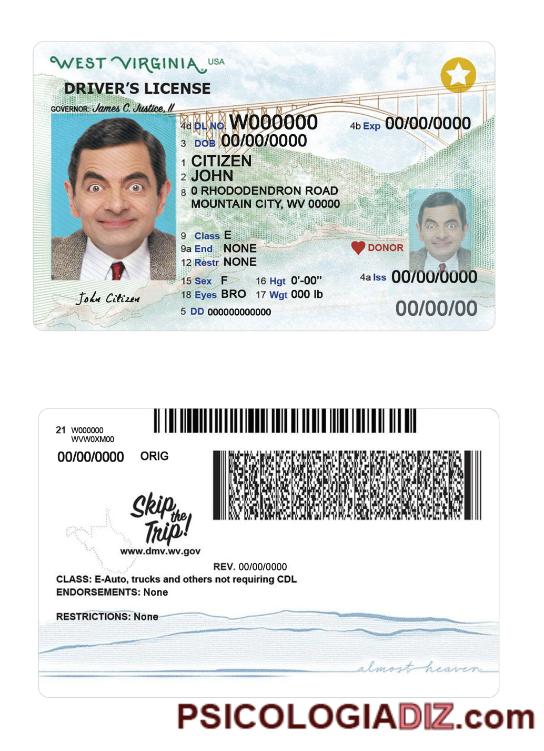 WEST VIRGINIA USA
DRIVER'S LICENSE
GOVERNOR: James C. Justice, II
4d DL NO W000000 4b Exp 00/00/0000
3 DOB 00/00/0000
1 CITIZEN
2 JOHN
8 0 RHODODENDRON ROAD
MOUNTAIN CITY, WV 00000
9 Class E
9a End NONE
DONOR
12 Restr NONE
15 Sex F 16 Hgt 0'-00"
4a Iss 00/00/0000
18 Eyes BRO 17 Wgt 000 lb
John Citizen
5 DD 000000000000
00/00/00
21 W000000
WVW0XM00
00/00/0000 ORIG
Skip
the
Trip!
www.dmv.wv.gov
REV. 00/00/0000
CLASS: E-Auto, trucks and others not requiring CDL
ENDORSEMENTS: None
RESTRICTIONS: None
almost heaven
PSICOLOGIADIZ.com